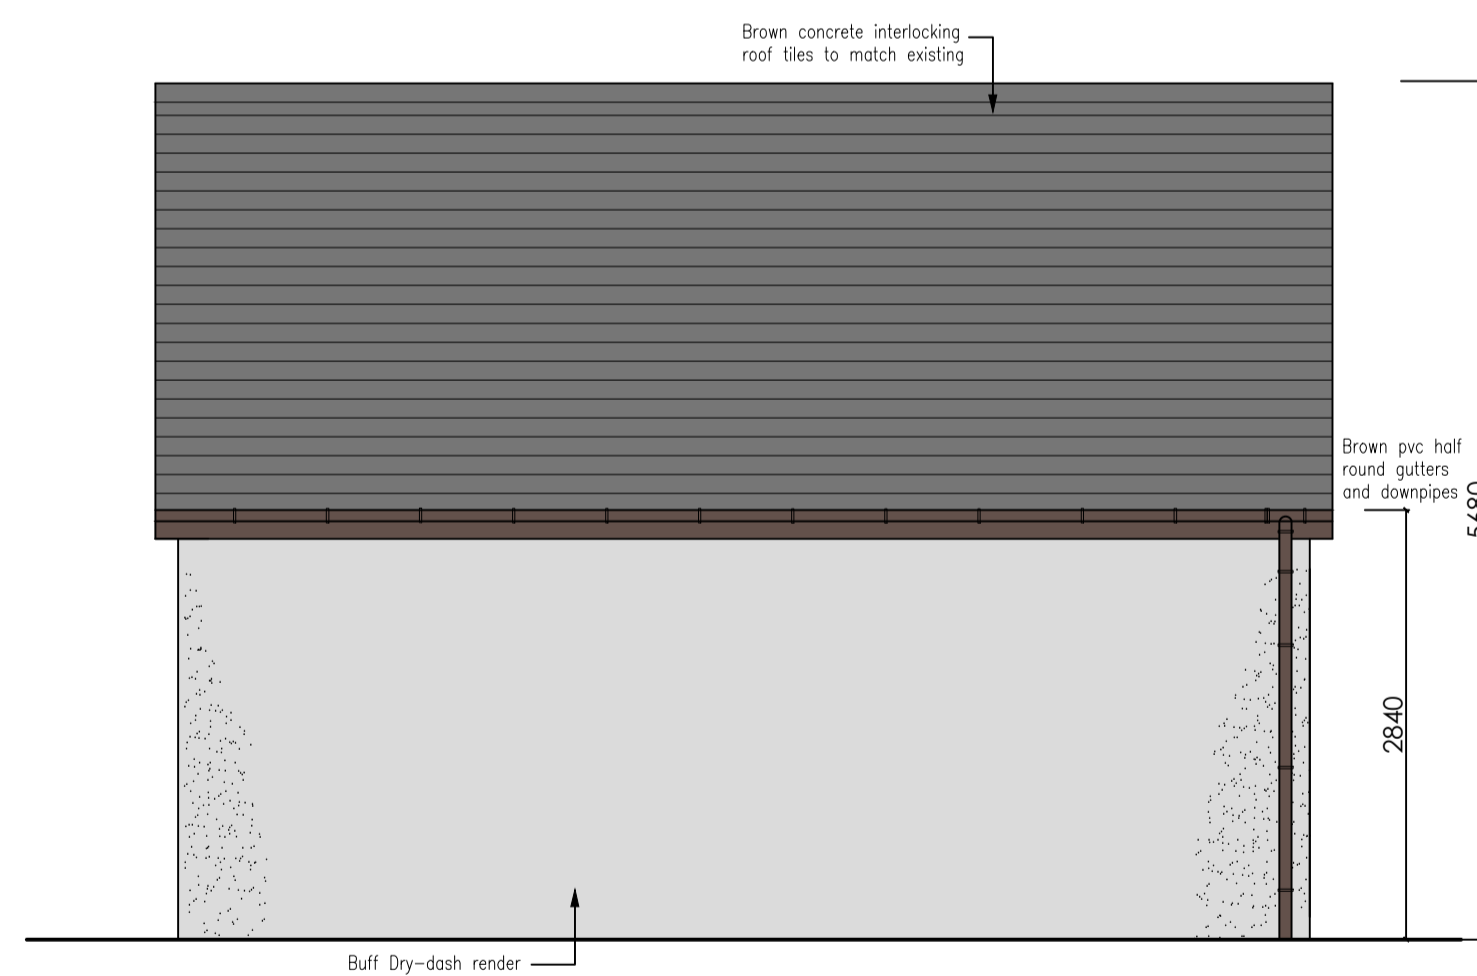 Brown concrete interlocking
roof tiles to match existing
Brown pvc half
round gutters
and downpipes
2840
Buff Dry-dash render